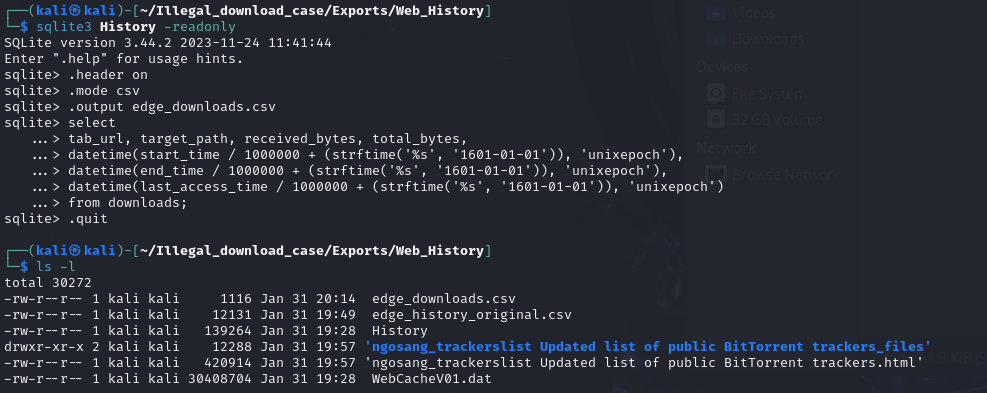 ┌──(kali㉿kali)-[~/Illegal_download_case/Exports/Web_History]
└─$ sqlite3 History -readonly
SQLite version 3.44.2 2023-11-24 11:41:44
Enter ".help" for usage hints.
sqlite> .header on
sqlite> .mode csv
sqlite> .output edge_downloads.csv
sqlite> select
   ...> tab_url, target_path, received_bytes, total_bytes,
   ...> datetime(start_time / 1000000 + (strftime('%s', '1601-01-01')), 'unixepoch'),
   ...> datetime(end_time / 1000000 + (strftime('%s', '1601-01-01')), 'unixepoch'),
   ...> datetime(last_access_time / 1000000 + (strftime('%s', '1601-01-01')), 'unixepoch')
   ...> from downloads;
sqlite> .quit
┌──(kali㉿kali)-[~/Illegal_download_case/Exports/Web_History]
└─$ ls -l
total 30272
-rw-r--r-- 1 kali kali     1116 Jan 31 20:14  edge_downloads.csv
-rw-r--r-- 1 kali kali    12131 Jan 31 19:49  edge_history_original.csv
-rw-r--r-- 1 kali kali   139264 Jan 31 19:28  History
drwxr-xr-x 2 kali kali    12288 Jan 31 19:57 'ngosang_trackerslist Updated list of public BitTorrent trackers_files'
-rw-r--r-- 1 kali kali   420914 Jan 31 19:57 'ngosang_trackerslist Updated list of public BitTorrent trackers.html'
-rw-r--r-- 1 kali kali 30408704 Jan 31 19:28  WebCacheV01.dat
Videos
Downloads
Devices
File System
32 GB Volume
Network
Browse Network